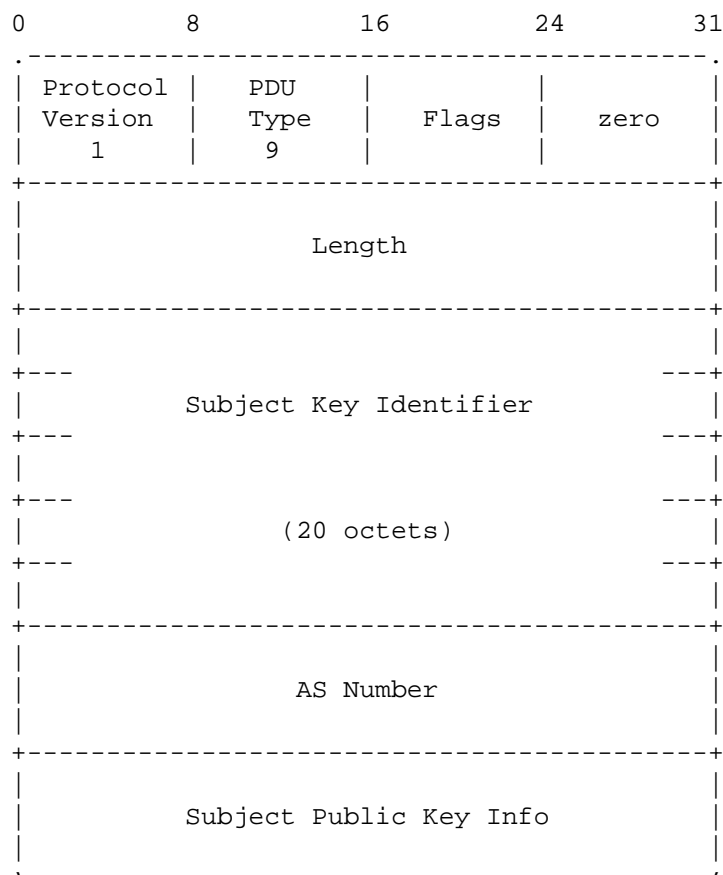 0 8 16 24 31
Protocol PDU
Version Type Flags zero
1 9
Length
Subject Key Identifier
(20 octets)
AS Number
Subject Public Key Info